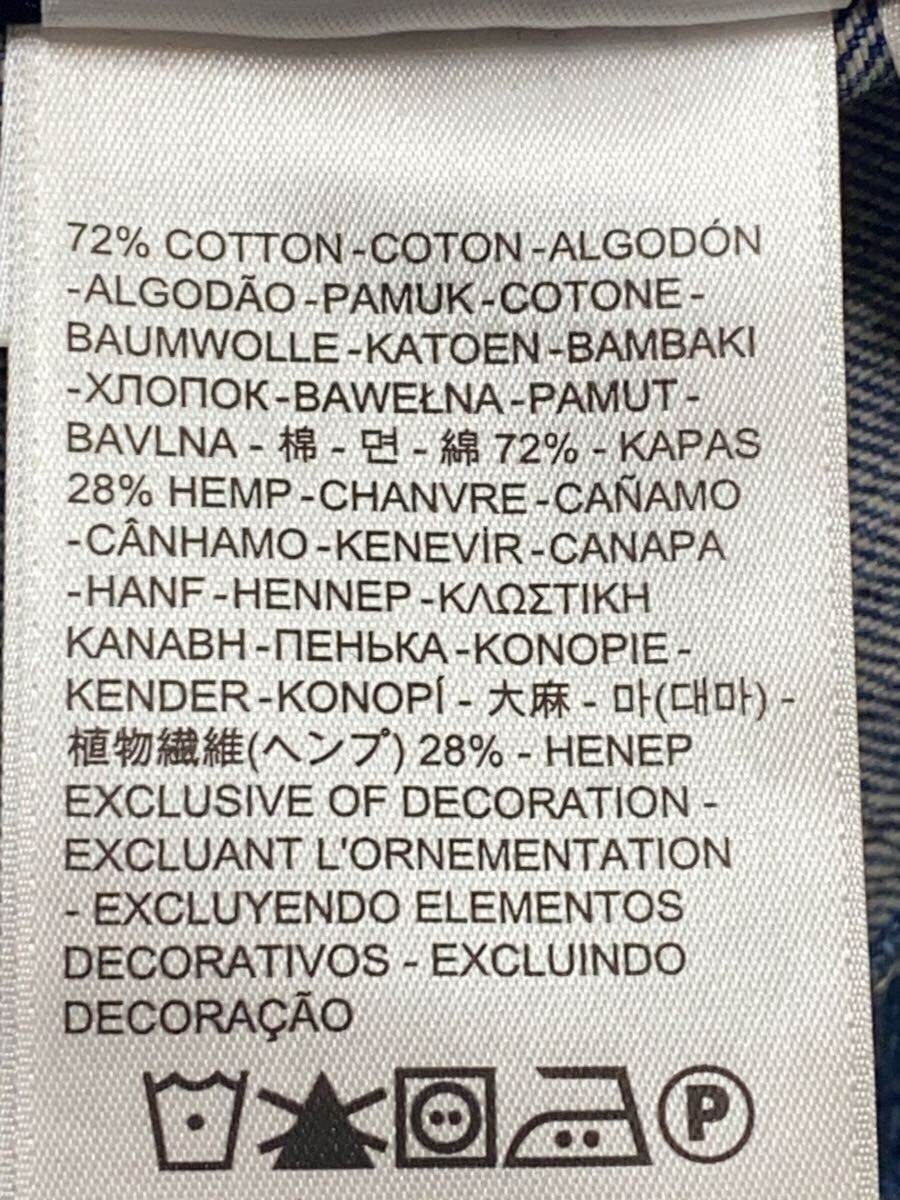 72% COTTON -COTON -ALGODÓN
-ALGODÃO -PAMUK -COTONE -
BAUMWOLLE -KATOEN -BAMBAKI
-ХЛОПОК -BAWEŁNA -PAMUT -
BAVLNA - 棉 - 면 - 綿 72% - KAPAS
28% HEMP -CHANVRE -CAÑAMO
-CÂNHAMO -KENEVİR -CANAPA
-HANF -HENNEP -ΚΛΩΣΤΙΚΗ
ΚΑΝΑΒΗ -ПЕНЬКА -KONOPIE -
KENDER -KONOPÍ - 大麻 - 마(대마) -
植物繊維(ヘンプ) 28% - HENEP
EXCLUSIVE OF DECORATION -
EXCLUANT L'ORNEMENTATION
- EXCLUYENDO ELEMENTOS
DECORATIVOS - EXCLUINDO
DECORAÇÃO
P